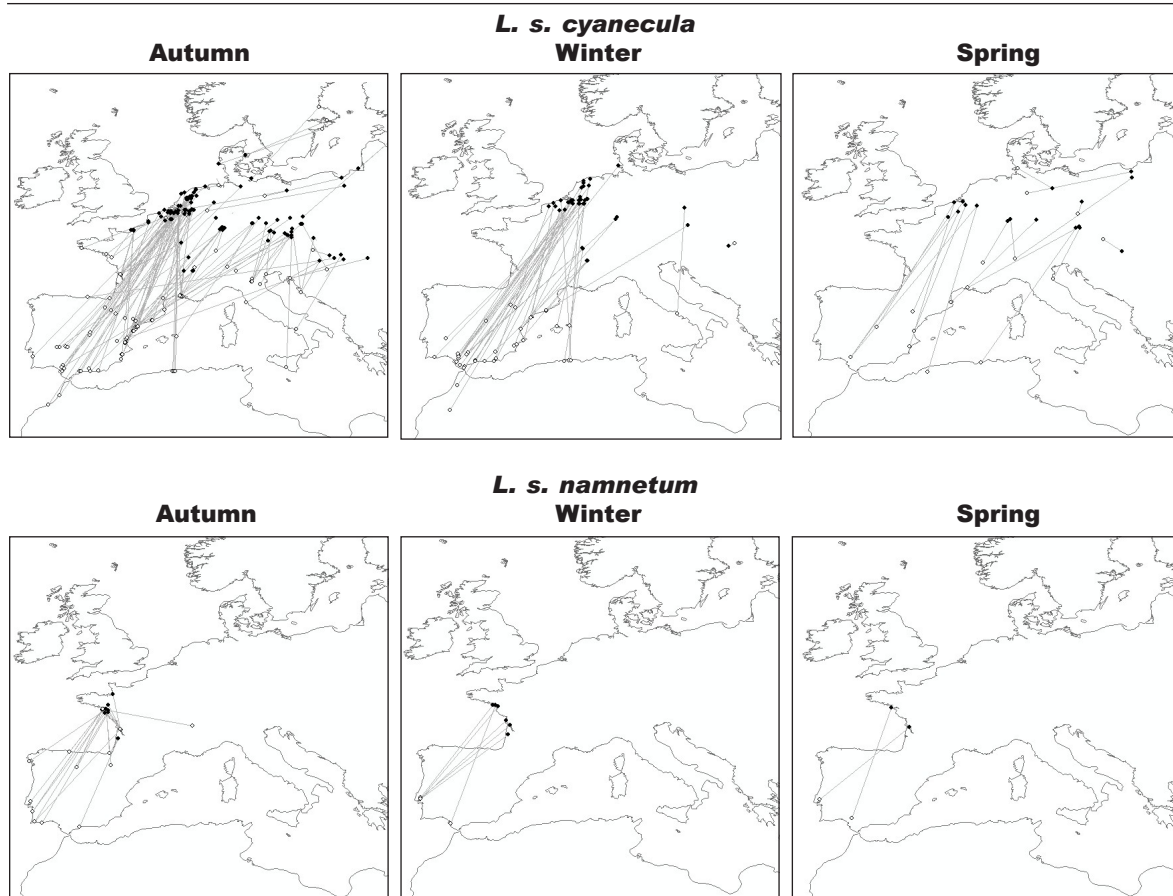 L. s. cyanecula
Autumn Winter Spring
L. s. namnetum
Autumn Winter Spring